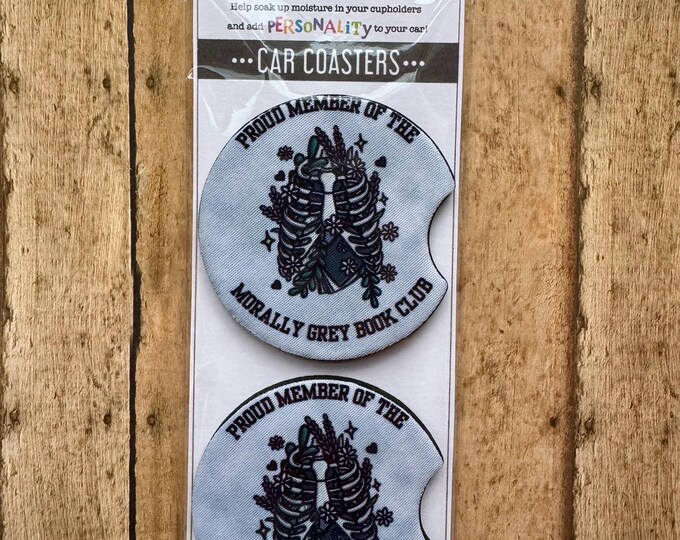 Help soak up moisture in your cupholders
and add PERSONALiTY to your car!
•••CAR COASTERS•••
PROUD MEMBER OF THE
MORALLY GREY BOOK CLUB
PROUD MEMBER OF THE